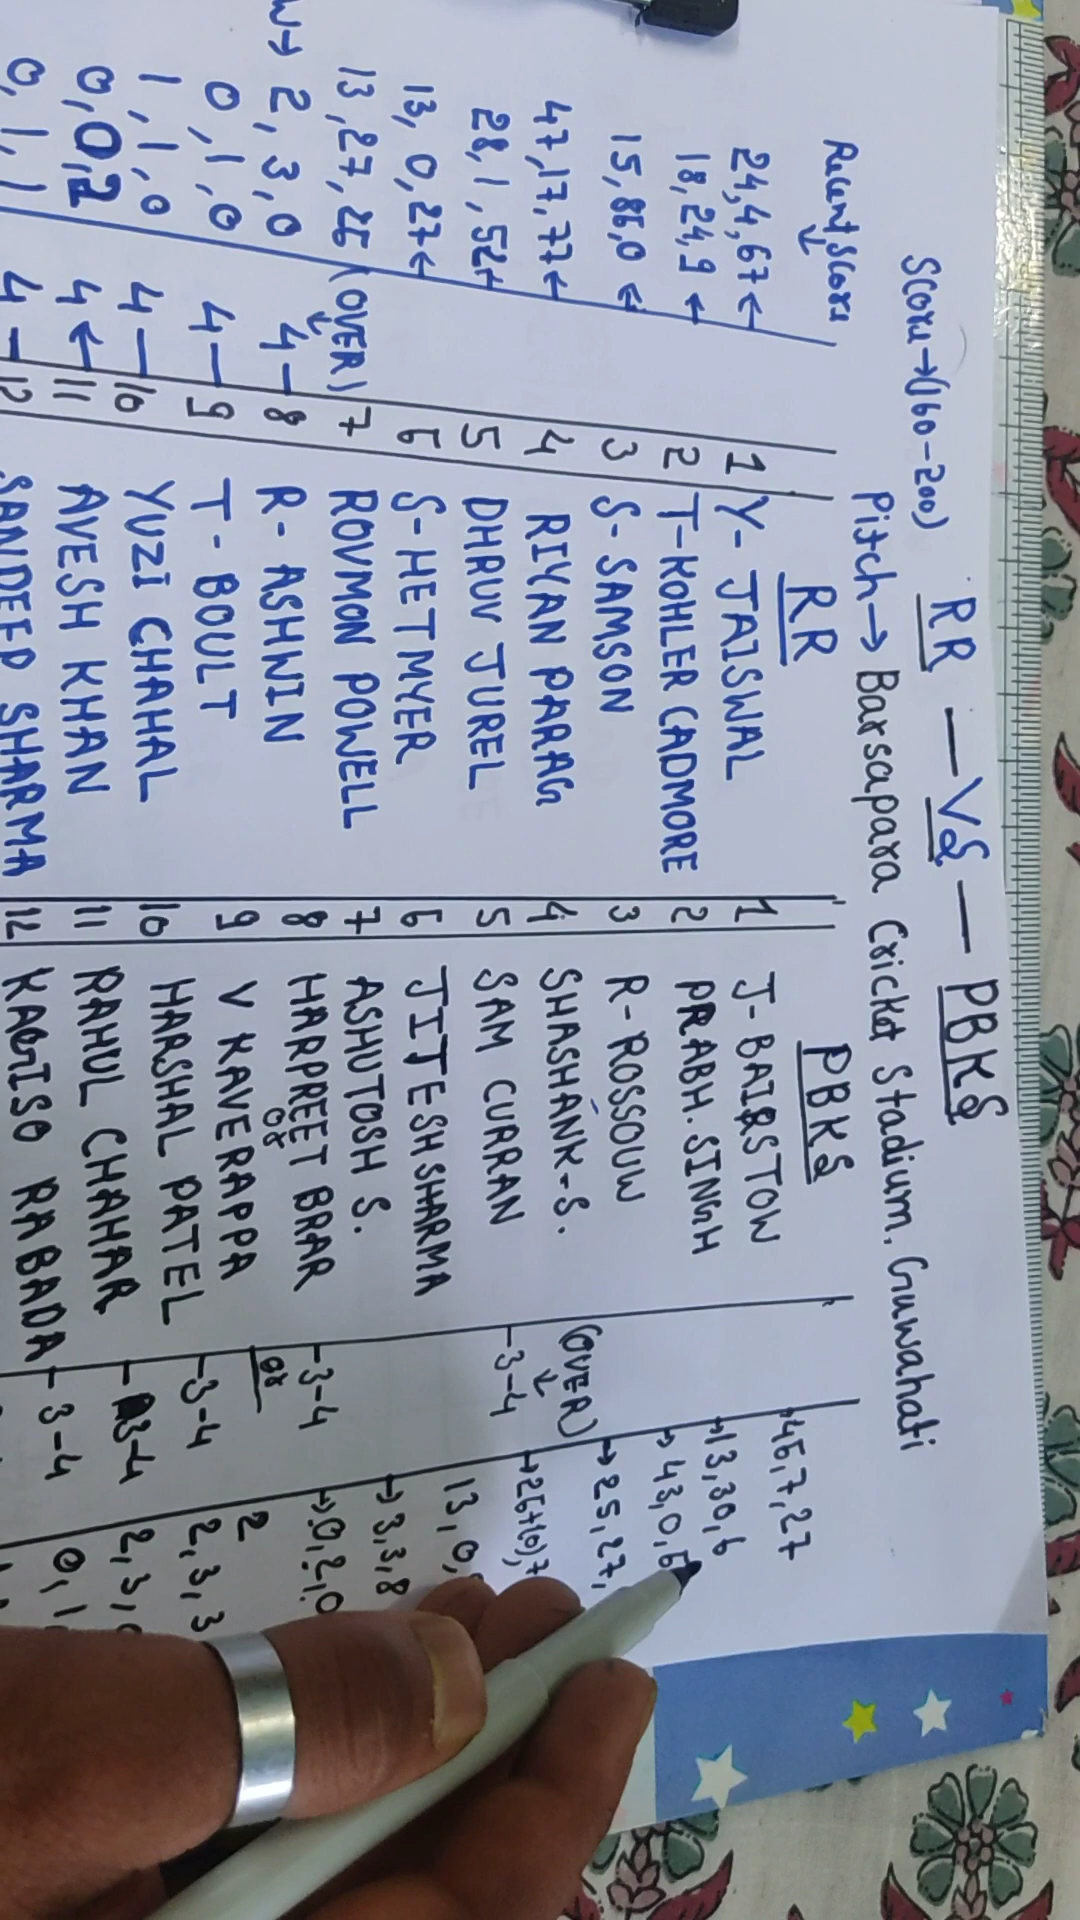 RR — VS — PBKS
Score→(160-200) Pitch→ Barsapara Cricket Stadium. Guwahati
Recent Score RR PBKS
24,4,67← 1 Y- JAISWAL 1 J-BAIRSTOW →46,7,27
18,24,9 ← 2 T-KOHLER CADMORE 2 PRABH.SINGH →13,30,6
15,86,0 ← 3 S-SAMSON 3 R-ROSSOUW → 43,0,
47,17,77← 4 RIYAN PARAG 4 SHASHANK-S. (OVER) → 25,27,
28,1,52← 5 DHRUV JUREL 5 SAM CURRAN -3-4 →26+(0),7
13,0,27← 6 S-HETMYER 6 JITESH SHARMA 13,0,
13,27,26 (OVER) 7 ROVMON POWELL 7 ASHUTOSH S. → 3,3,8
W→ 2,3,0 4- 8 R- ASHWIN 8 HARPREET BRAR -3-4 →0,2,0
or or
0,1,0 4- 9 T- BOULT 9 V KAVERAPPA 2
1,1,0 4- 10 YUZI CHAHAL 10 HARSHAL PATEL -3-4 2,3,3
0,0,2 4← 11 AVESH KHAN 11 RAHUL CHAHAR -3-4 2,3,
0,1,1 4- 12 SANDEEP SHARMA 12 KAGISO RABADA - 3-4 0,1